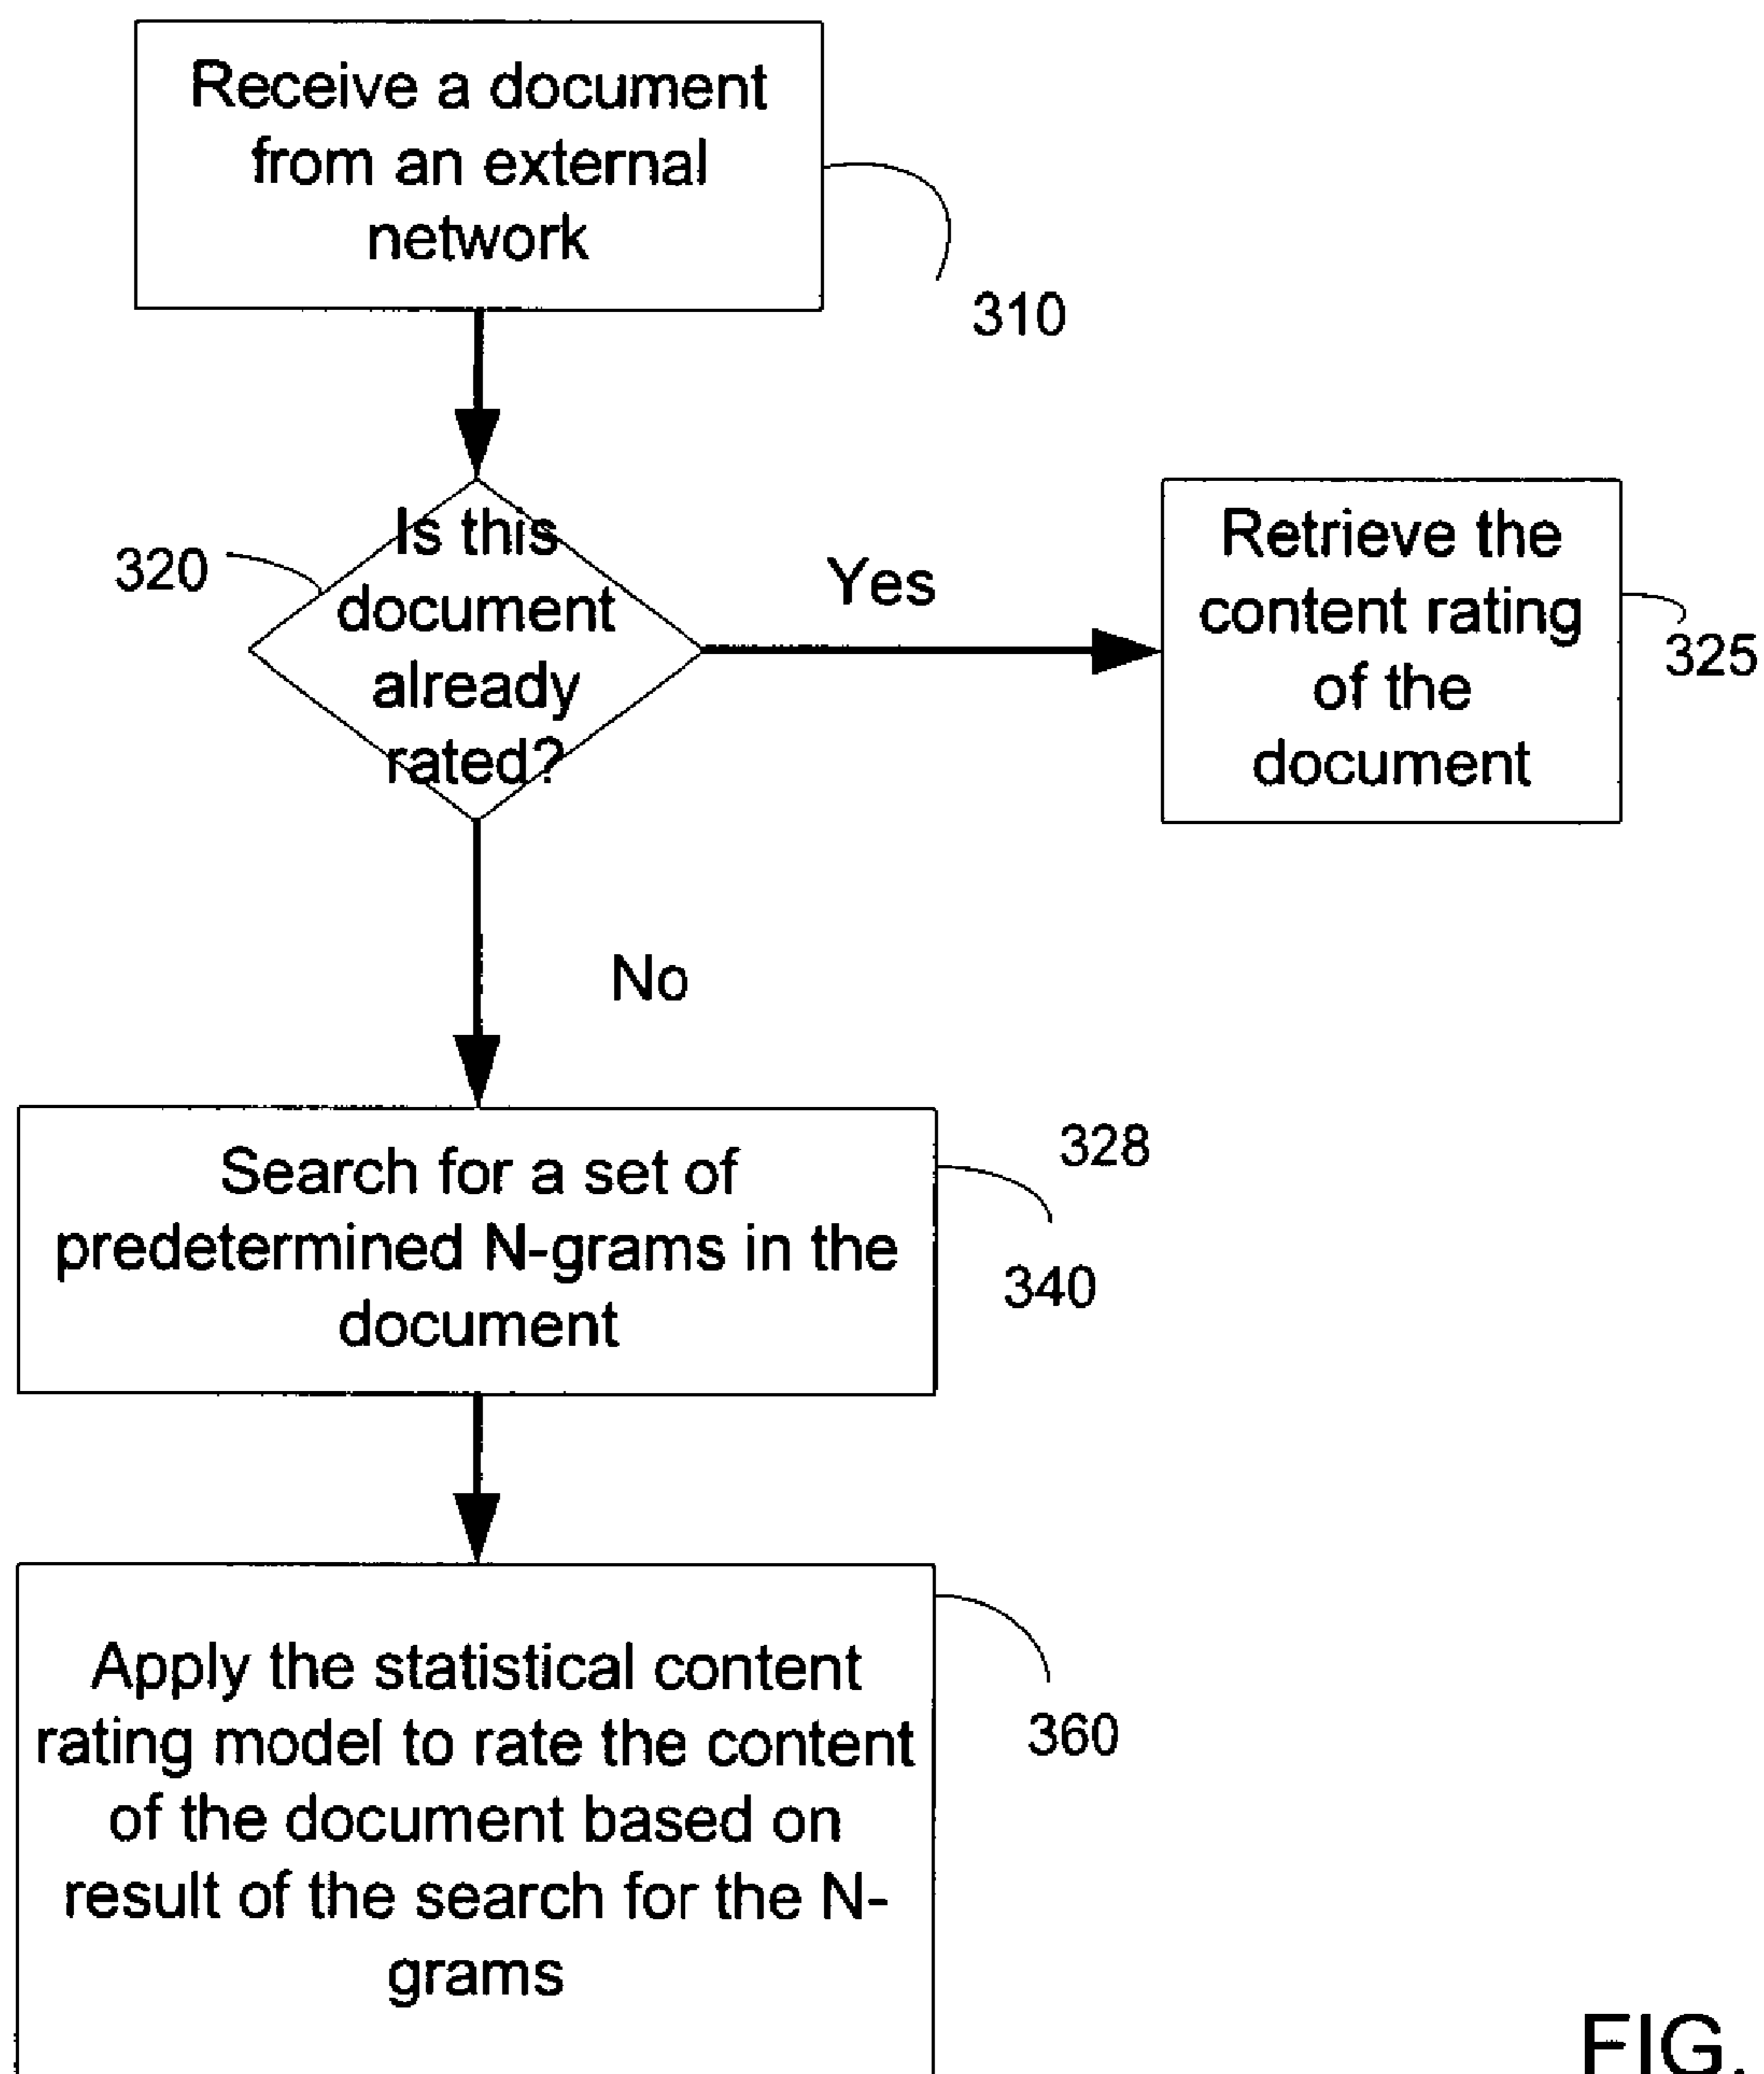 Receive a document
from an external
network
310
Is this
document
already
rated?
320
Yes
Retrieve the
content rating
of the
document
325
No
328
Search for a set of
predetermined N-grams in the
document
340
Apply the statistical content
rating model to rate the content
of the document based on
result of the search for the N-
grams
360
FIG.